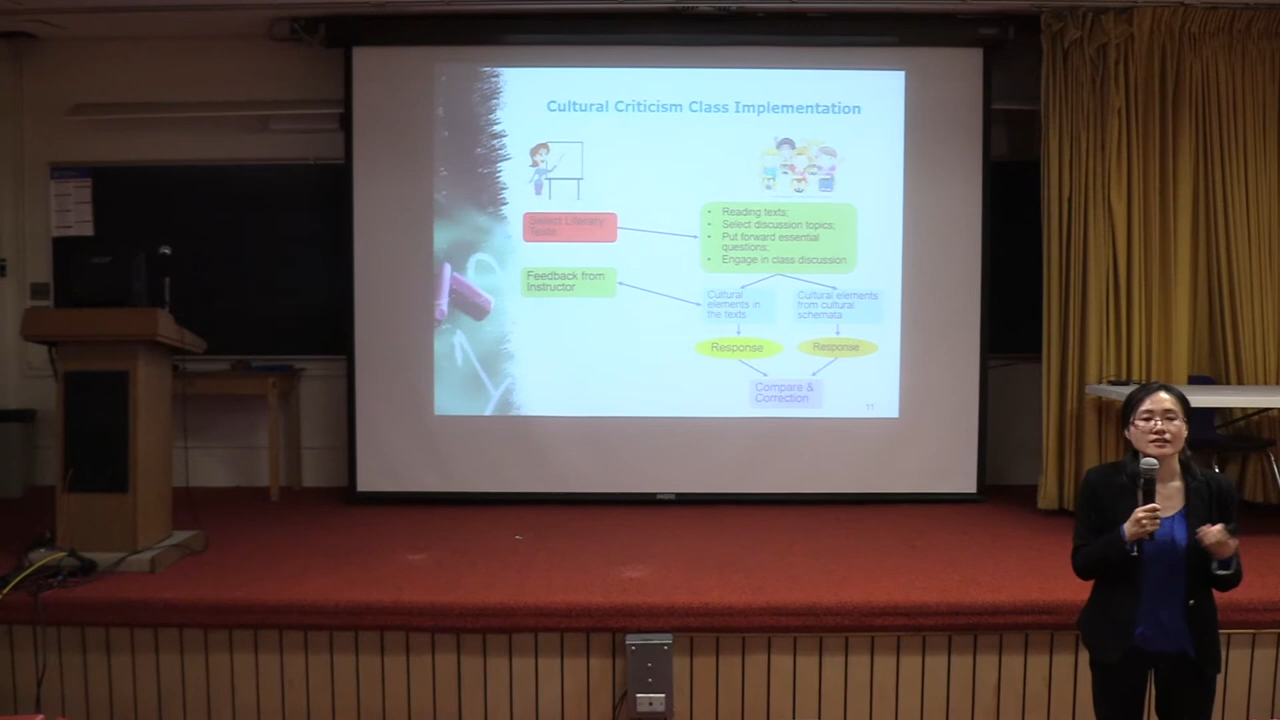 Cultural Criticism Class Implementation
Select Literary
Texts
• Reading texts;
• Select discussion topics;
• Put forward essential
questions;
• Engage in class discussion
Feedback from
Instructor
Cultural
elements in
the texts
Cultural elements
from cultural
schemata
Response
Response
Compare &
Correction
11